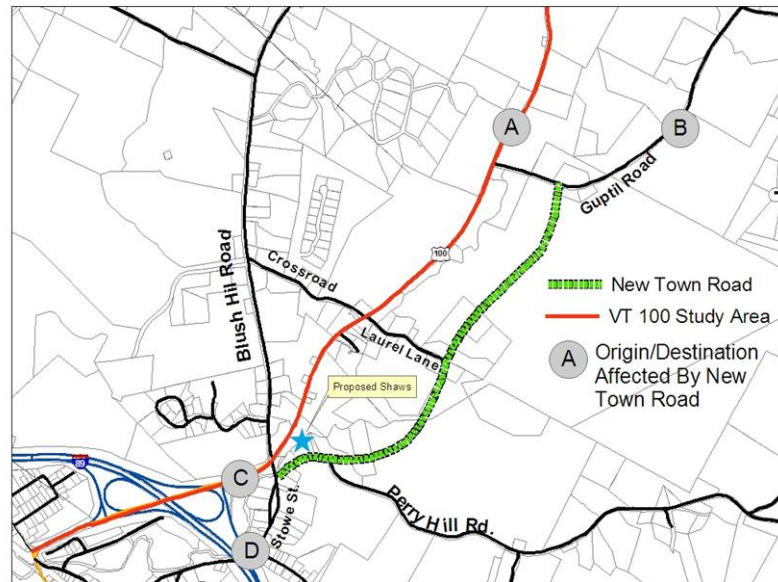 A
B
Guptil Road
100
Blush Hil Road
Crossroad
Laurel Lane
New Town Road
VT 100 Study Area
A
Origin/Destination
Affected By New
Town Road
Proposed Shaws
89
C
Stowe St.
Perry Hill Rd.
D